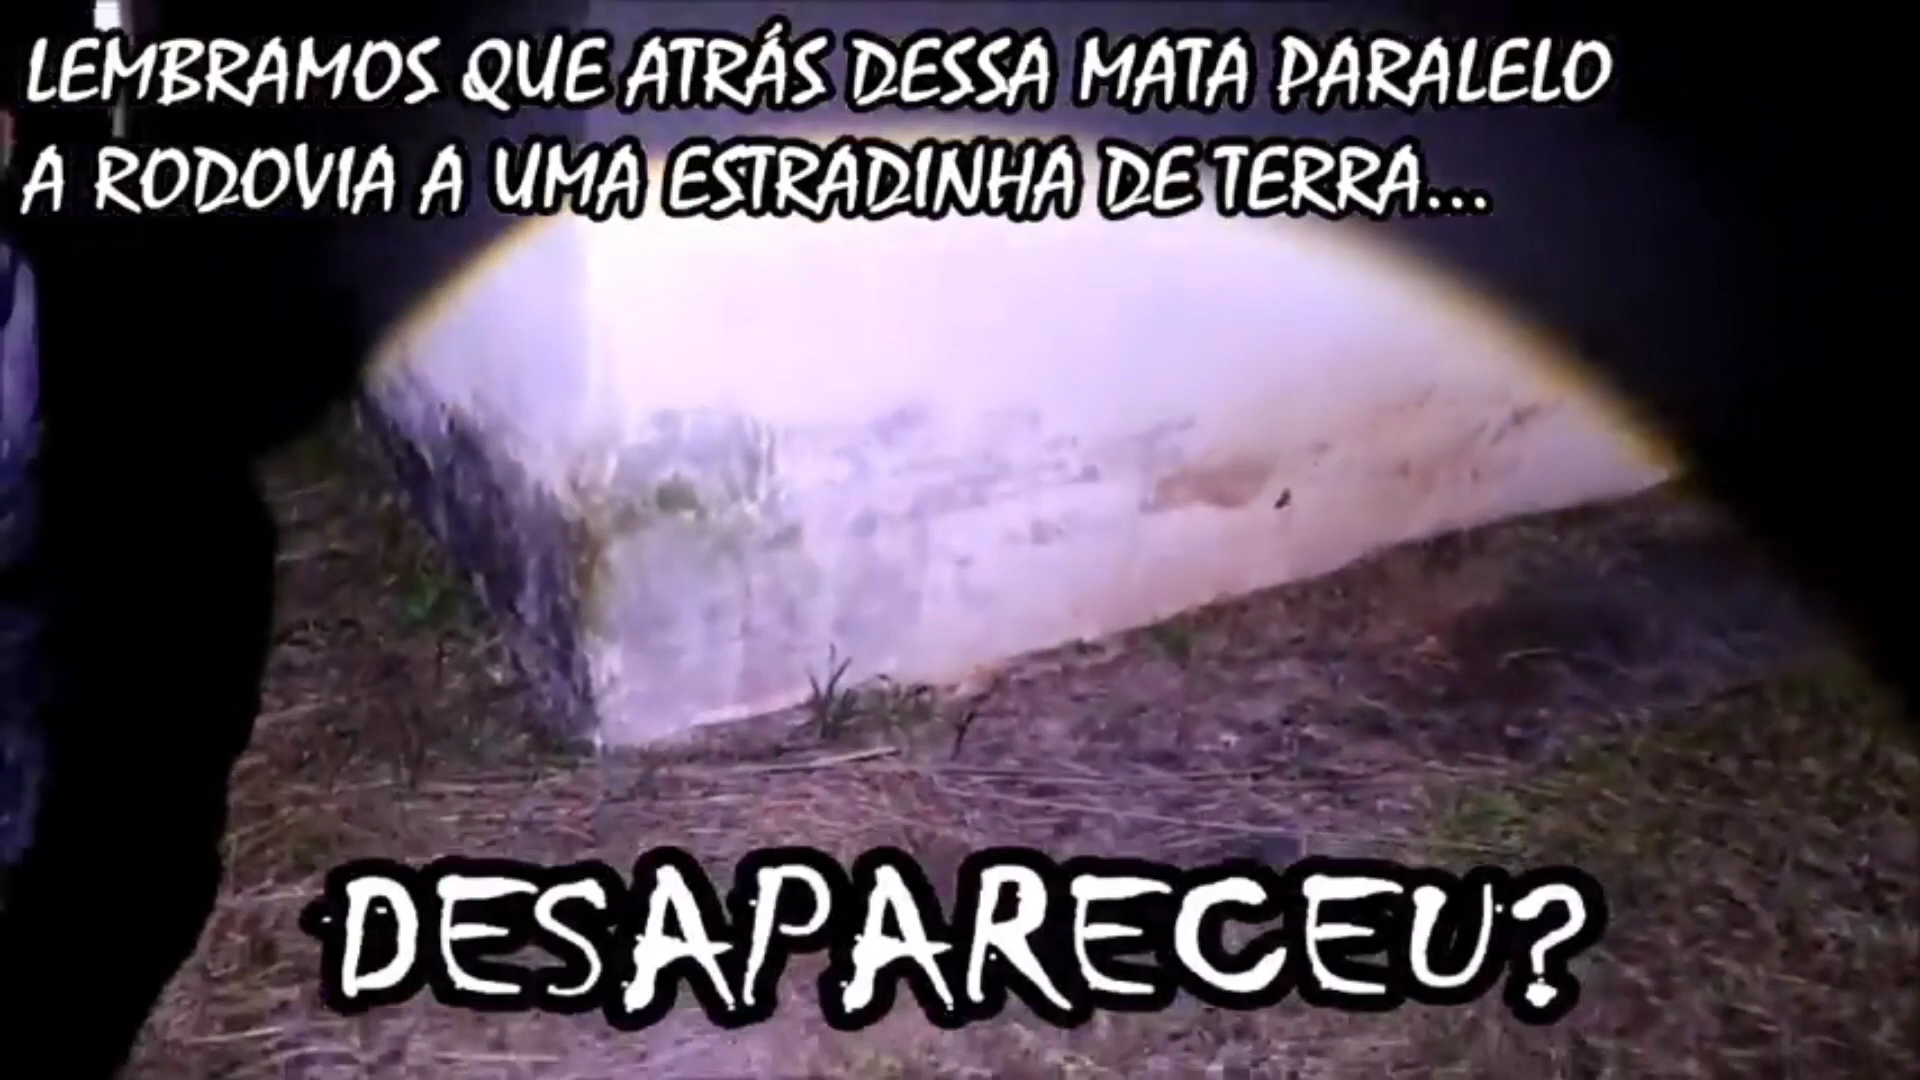 LEMBRAMOS QUE ATRÁS DESSA MATA PARALELO
A RODOVIA A UMA ESTRADINHA DE TERRA...
DESAPARECEU?